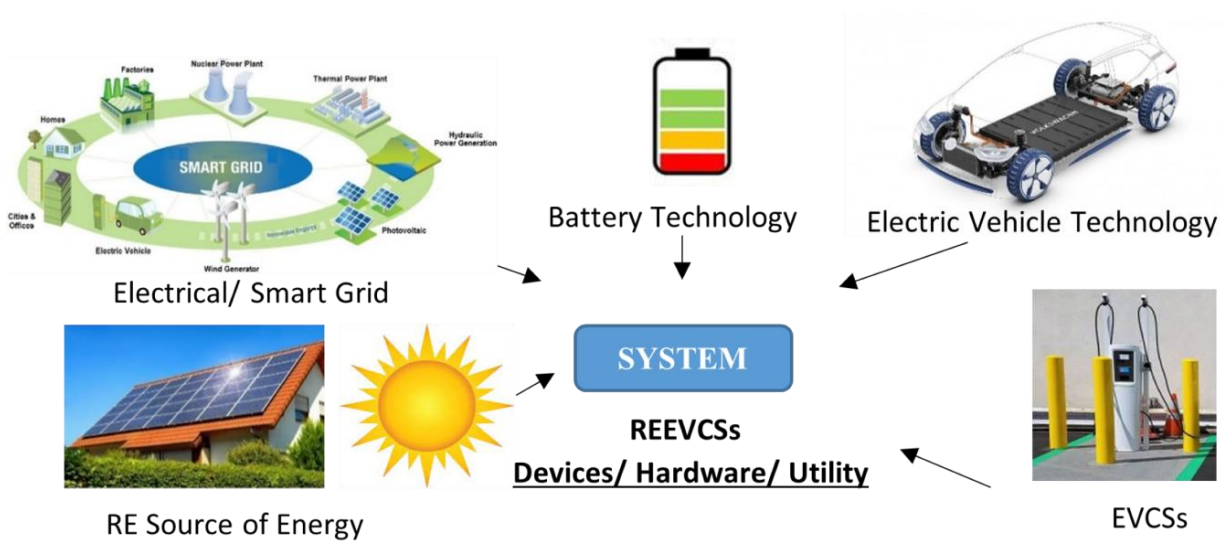 Nuclear Power Plant
Factories
Thermal Power Plant
Homes
Hydraulic
Power Generation
SMART GRID
Cities &
Offices
Photovoltaic
Electric Vehicle
Wind Generator
Electrical/ Smart Grid
Battery Technology
VOLKSWAGEN
Electric Vehicle Technology
SYSTEM
REEVCSs
Devices/ Hardware/ Utility
RE Source of Energy
EVCSs